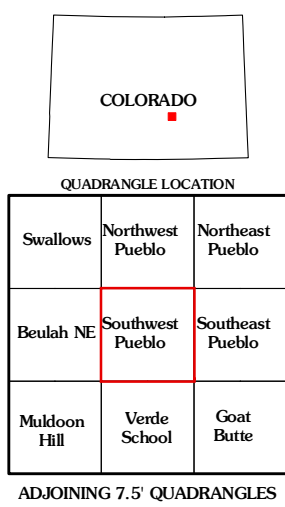 COLORADO
QUADRANGLE LOCATION
Swallows
Northwest
Pueblo
Northeast
Pueblo
Beulah NE
Southwest
Pueblo
Southeast
Pueblo
Muldoon
Hill
Verde
School
Goat
Butte
ADJOINING 7.5' QUADRANGLES